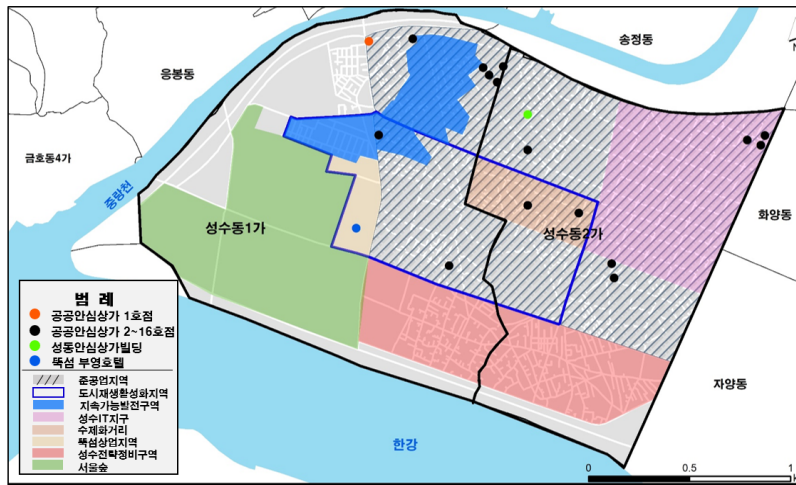 송정동
응봉동
금호동4가
중랑천
성수동1가
성수동2가
화양동
자양동
한강
범 례
공공안심상가 1호점
공공안심상가 2~16호점
성동안심상가빌딩
뚝섬 부영호텔
준공업지역
도시재생활성화지역
지속가능발전구역
성수IT지구
수제화거리
뚝섬상업지역
성수전략정비구역
서울숲
0 0.5 1